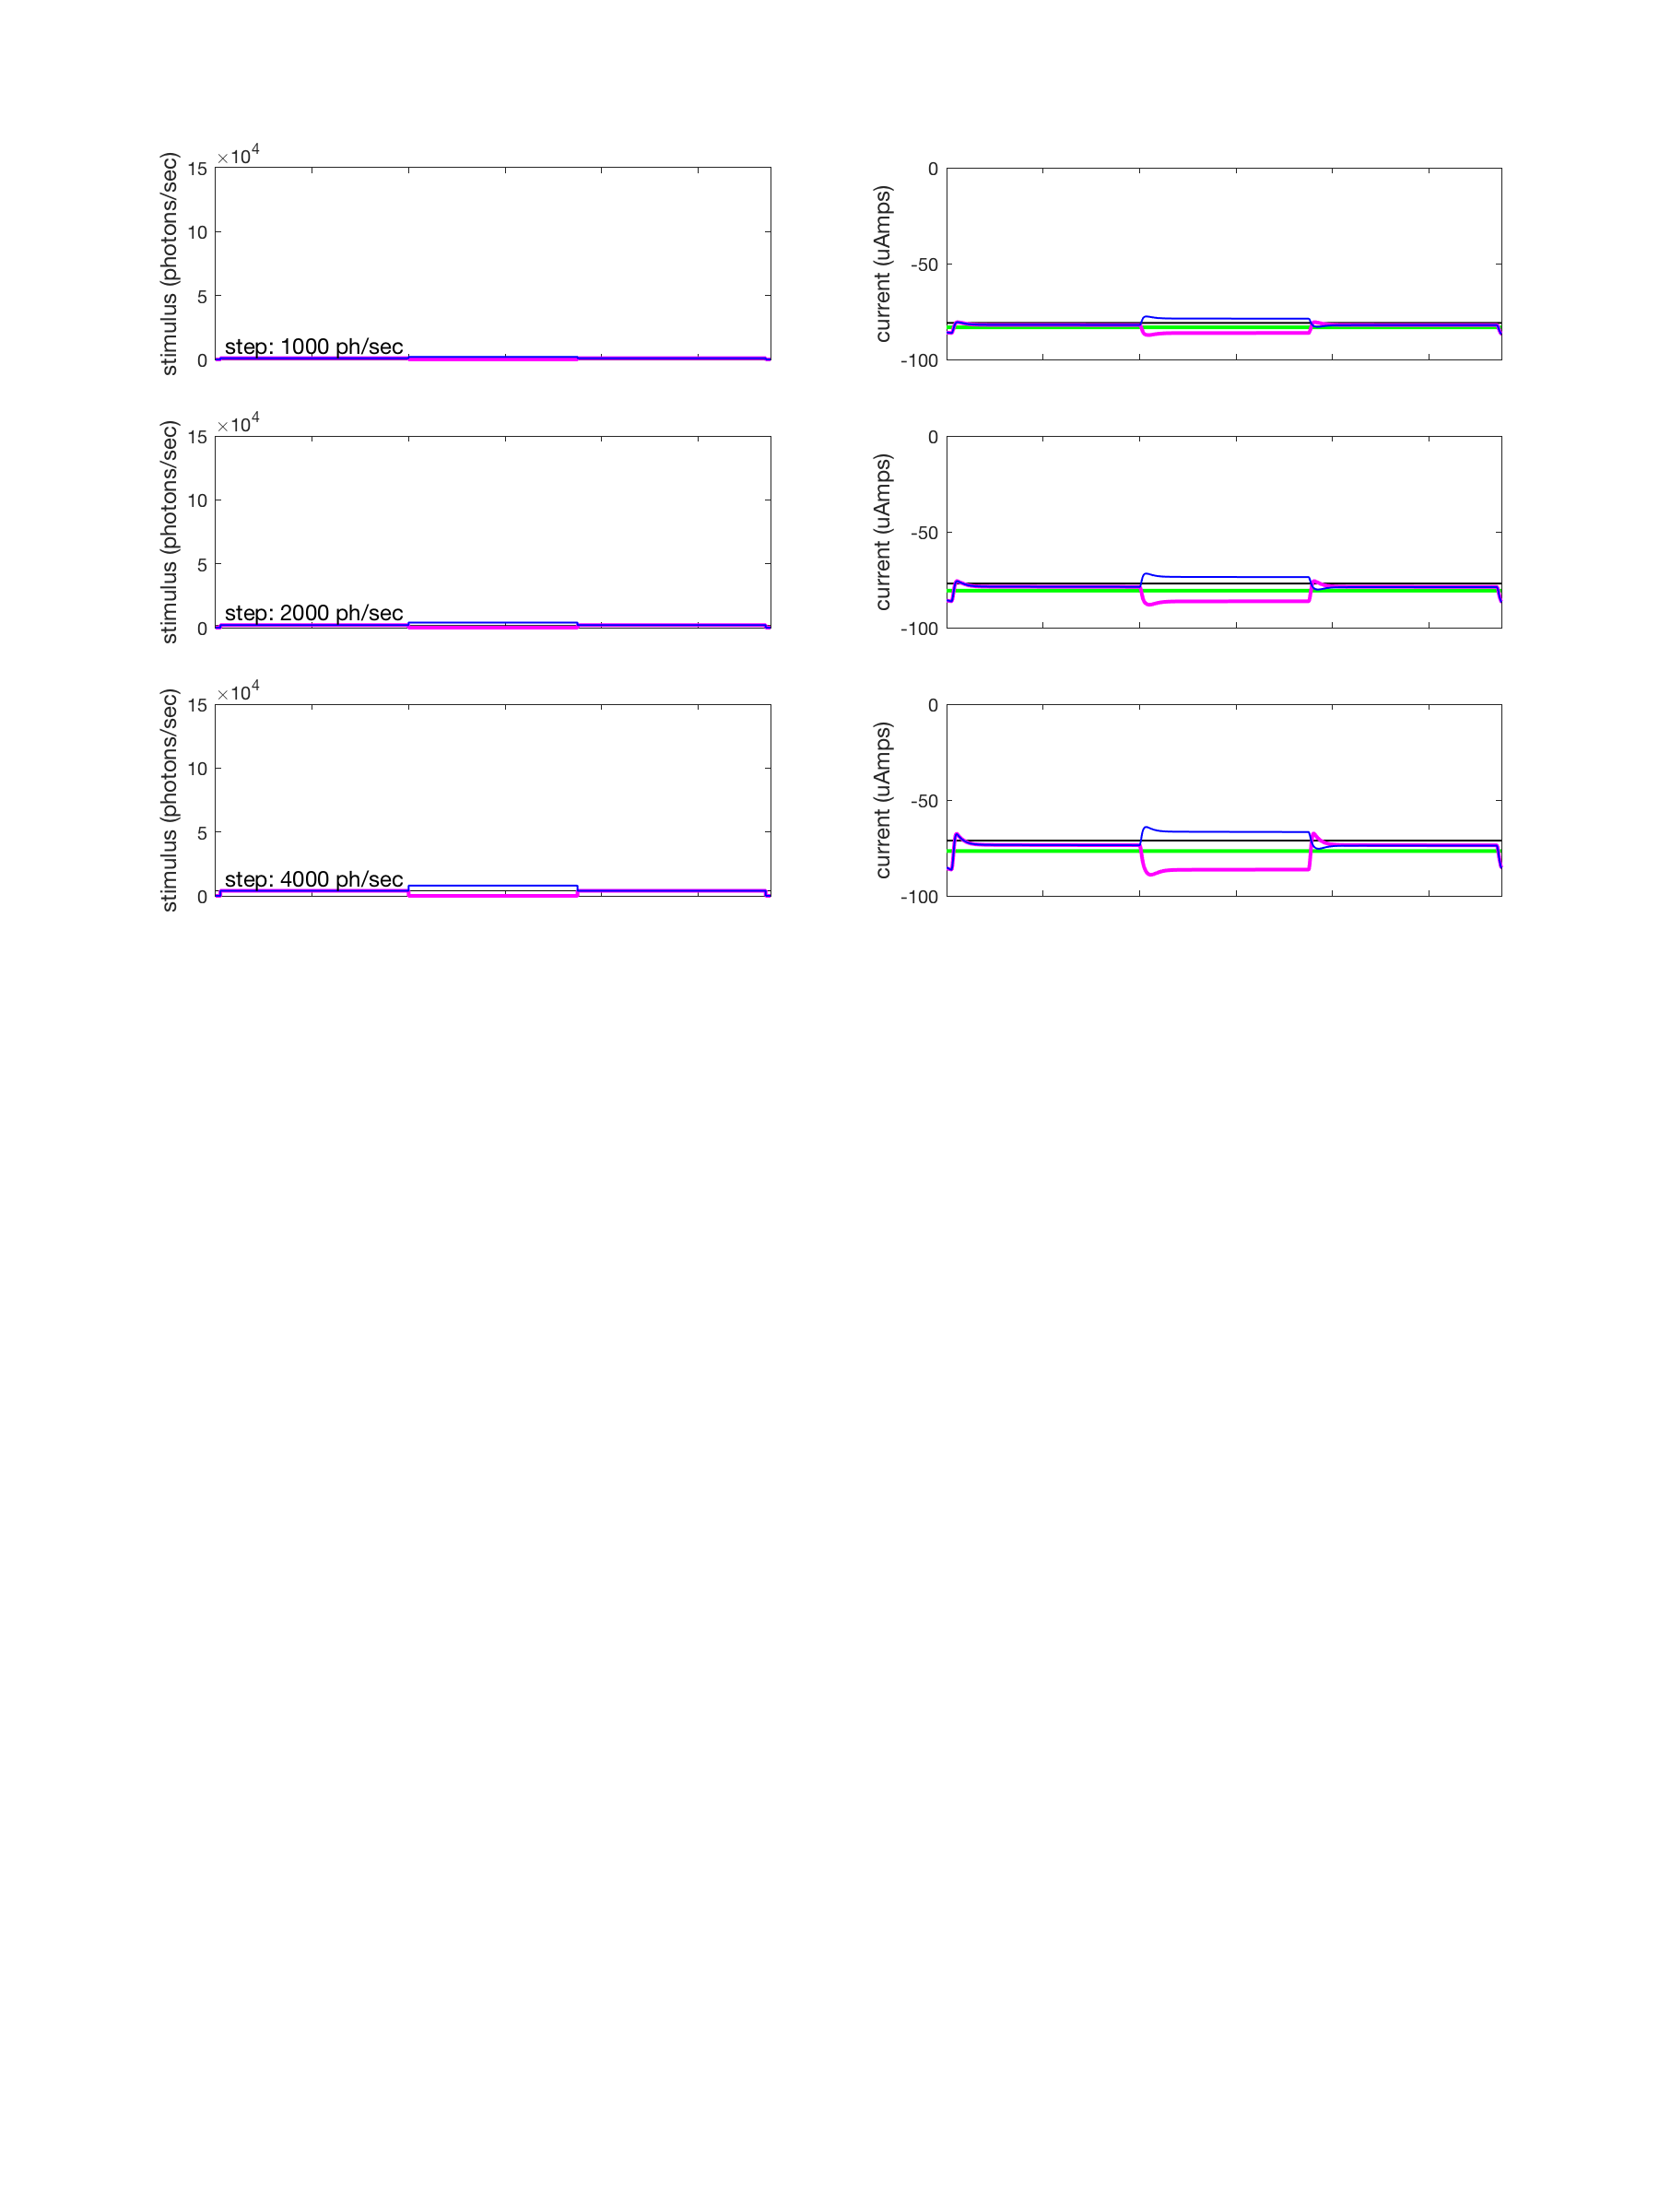 ×10^4
15
10
5
0
stimulus (photons/sec)
step: 1000 ph/sec
0
-50
-100
current (uAmps)
×10^4
15
10
5
0
stimulus (photons/sec)
step: 2000 ph/sec
0
-50
-100
current (uAmps)
×10^4
15
10
5
0
stimulus (photons/sec)
step: 4000 ph/sec
0
-50
-100
current (uAmps)